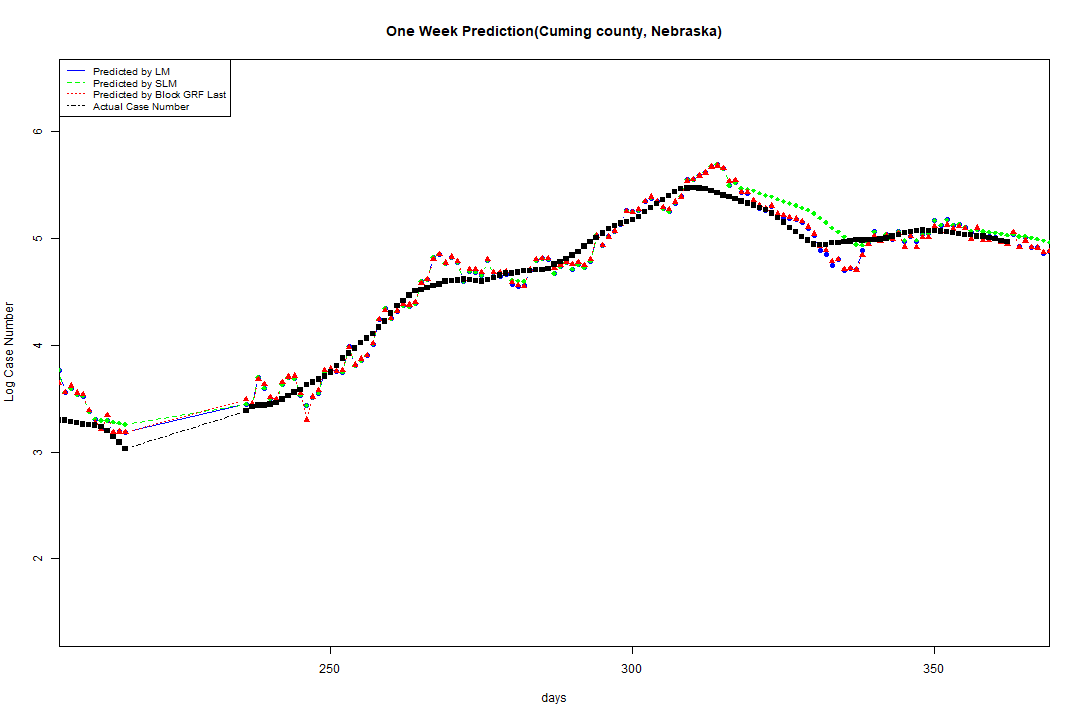 One Week Prediction(Cuming county, Nebraska)
Predicted by LM
Predicted by SLM
Predicted by Block GRF Last
Actual Case Number
6
5
4
3
2
Log Case Number
250
300
350
days